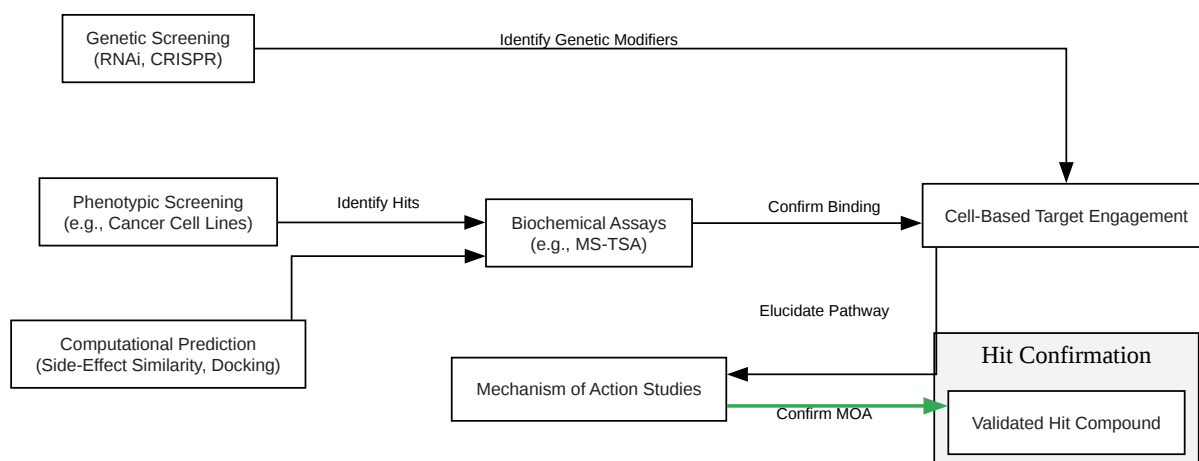 Genetic Screening
(RNAi, CRISPR)
Identify Genetic Modifiers
Phenotypic Screening
(e.g., Cancer Cell Lines)
Identify Hits
Biochemical Assays
(e.g., MS-TSA)
Confirm Binding
Cell-Based Target Engagement
Computational Prediction
(Side-Effect Similarity, Docking)
Elucidate Pathway
Hit Confirmation
Mechanism of Action Studies
Confirm MOA
Validated Hit Compound